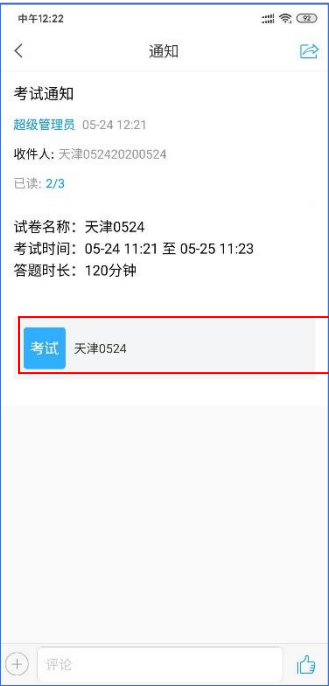 中午12:22
92
通知
考试通知
超级管理员 05-24 12:21
收件人: 天津052420200524
已读: 2/3
试卷名称：天津0524
考试时间：05-24 11:21 至 05-25 11:23
答题时长：120分钟
考试 天津0524
评论